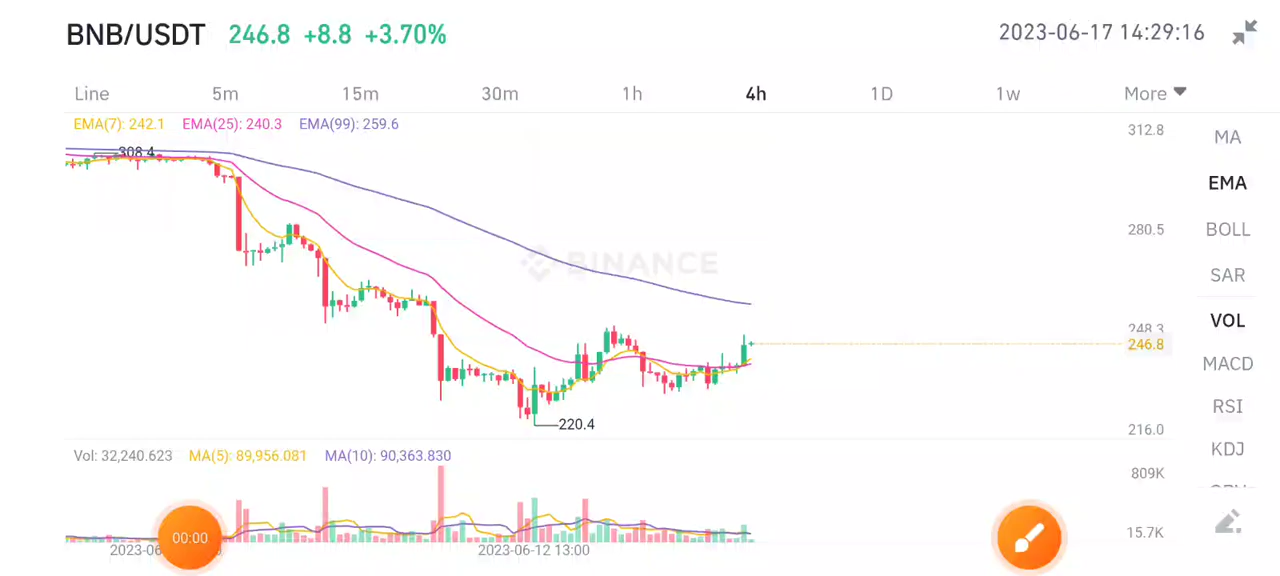 BNB/USDT 246.8 +8.8 +3.70% 2023-06-17 14:29:16
Line 5m 15m 30m 1h 4h 1D 1w More
EMA(7): 242.1 EMA(25): 240.3 EMA(99): 259.6
308.4
312.8
MA
EMA
280.5
BOLL
BINANCE
SAR
VOL
248.3
246.8
MACD
RSI
220.4
216.0
KDJ
Vol: 32,240.623 MA(5): 89,956.081 MA(10): 90,363.830
809K
15.7K
00:00
2023-06-12 13:00